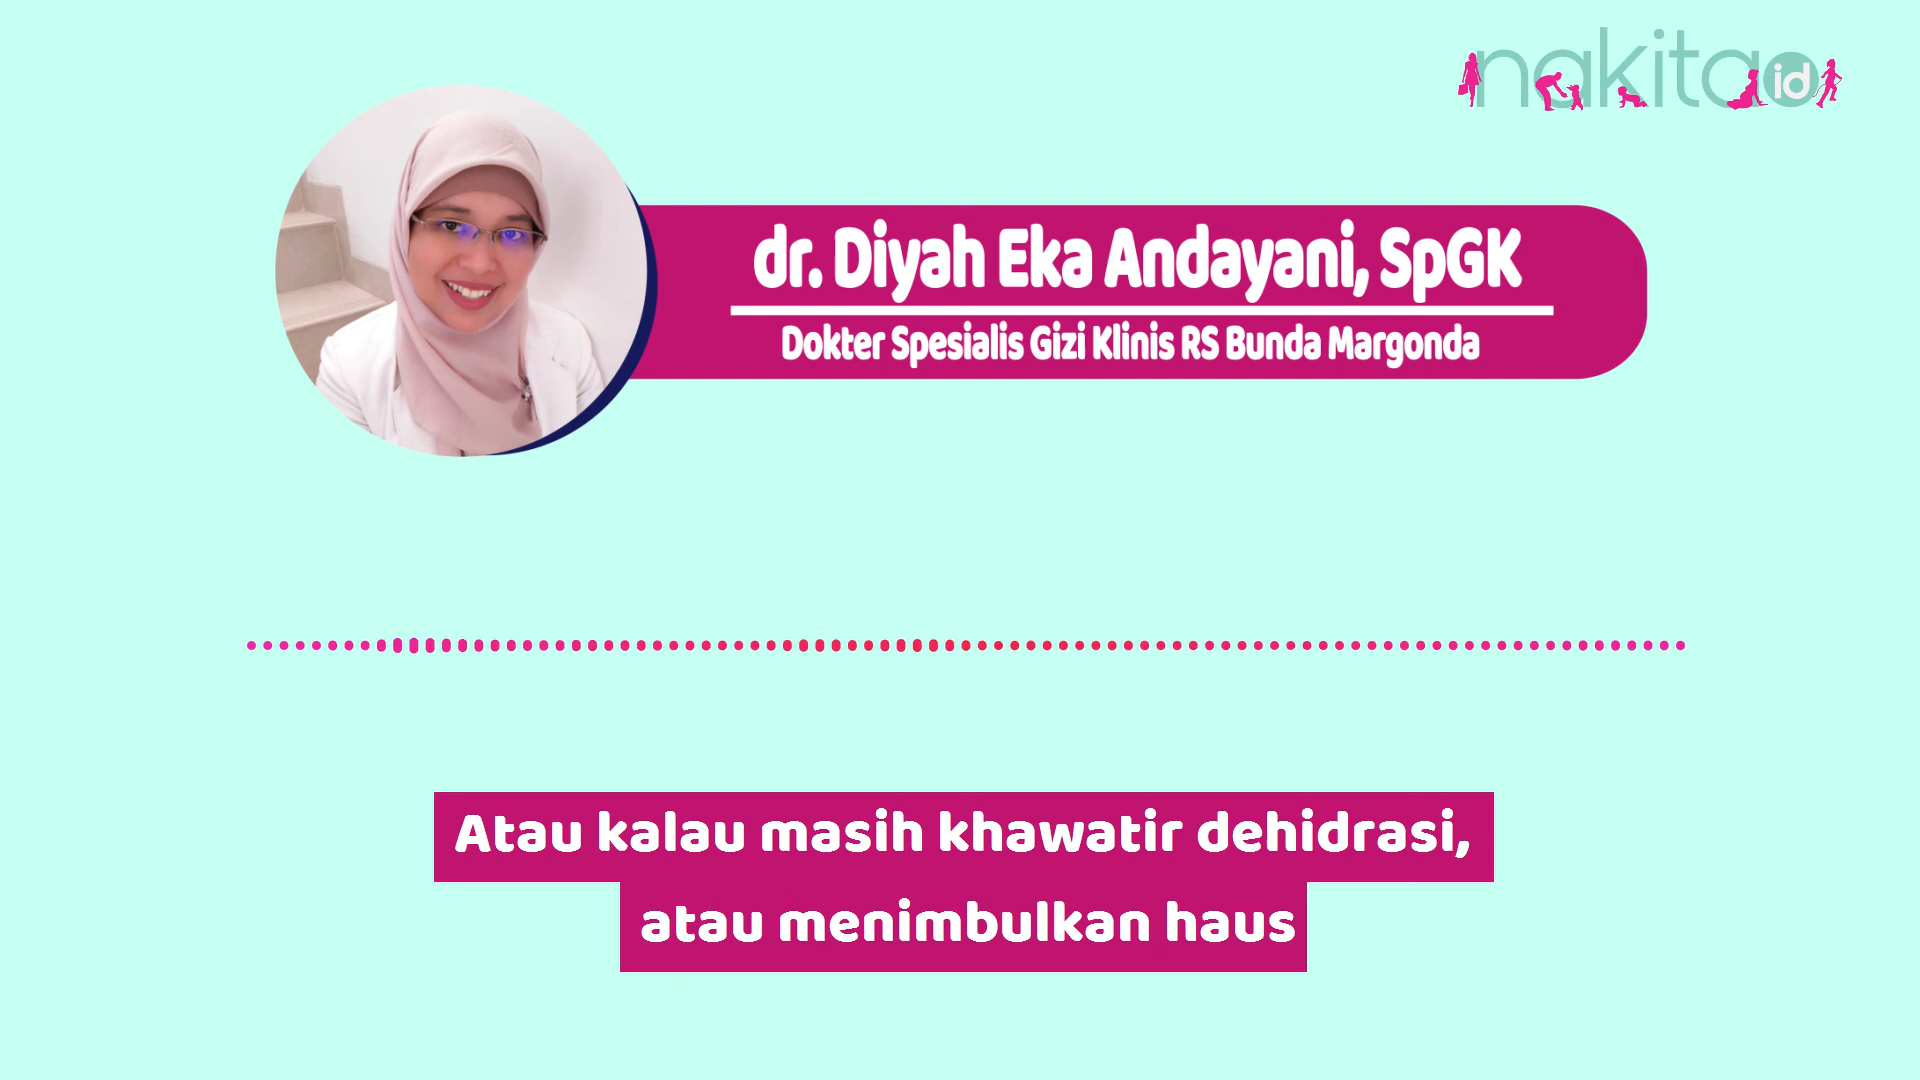 nakita id
dr. Diyah Eka Andayani, SpGK
Dokter Spesialis Gizi Klinis RS Bunda Margonda
Atau kalau masih khawatir dehidrasi,
atau menimbulkan haus